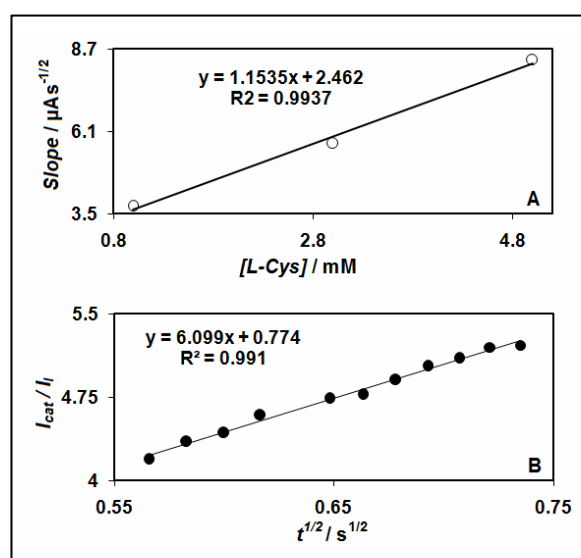 8.7
y = 1.1535x + 2.462
R2 = 0.9937
Slope / µAs-1/2
6.1
3.5
A
0.8 2.8 4.8
[L-Cys] / mM
5.5
y = 6.099x + 0.774
R² = 0.991
Icat / Il
4.75
4
B
0.55 0.65 0.75
t1/2 / s1/2